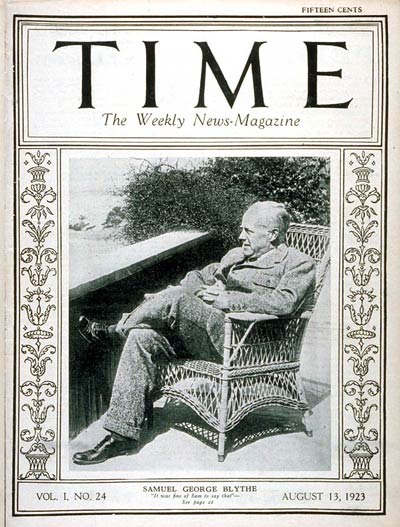 FIFTEEN CENTS
TIME
The Weekly News-Magazine
SAMUEL GEORGE BLYTHE
"It was fine of Sam to say that"—
See page 21
VOL. I, NO. 24
AUGUST 13, 1923